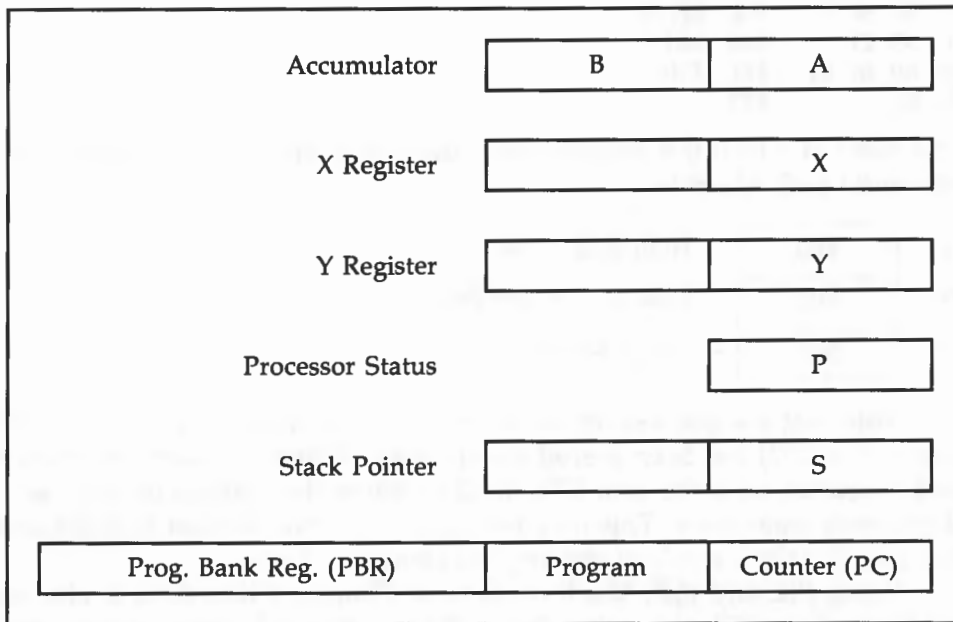 Accumulator B A
X Register X
Y Register Y
Processor Status P
Stack Pointer S
Prog. Bank Reg. (PBR) Program Counter (PC)